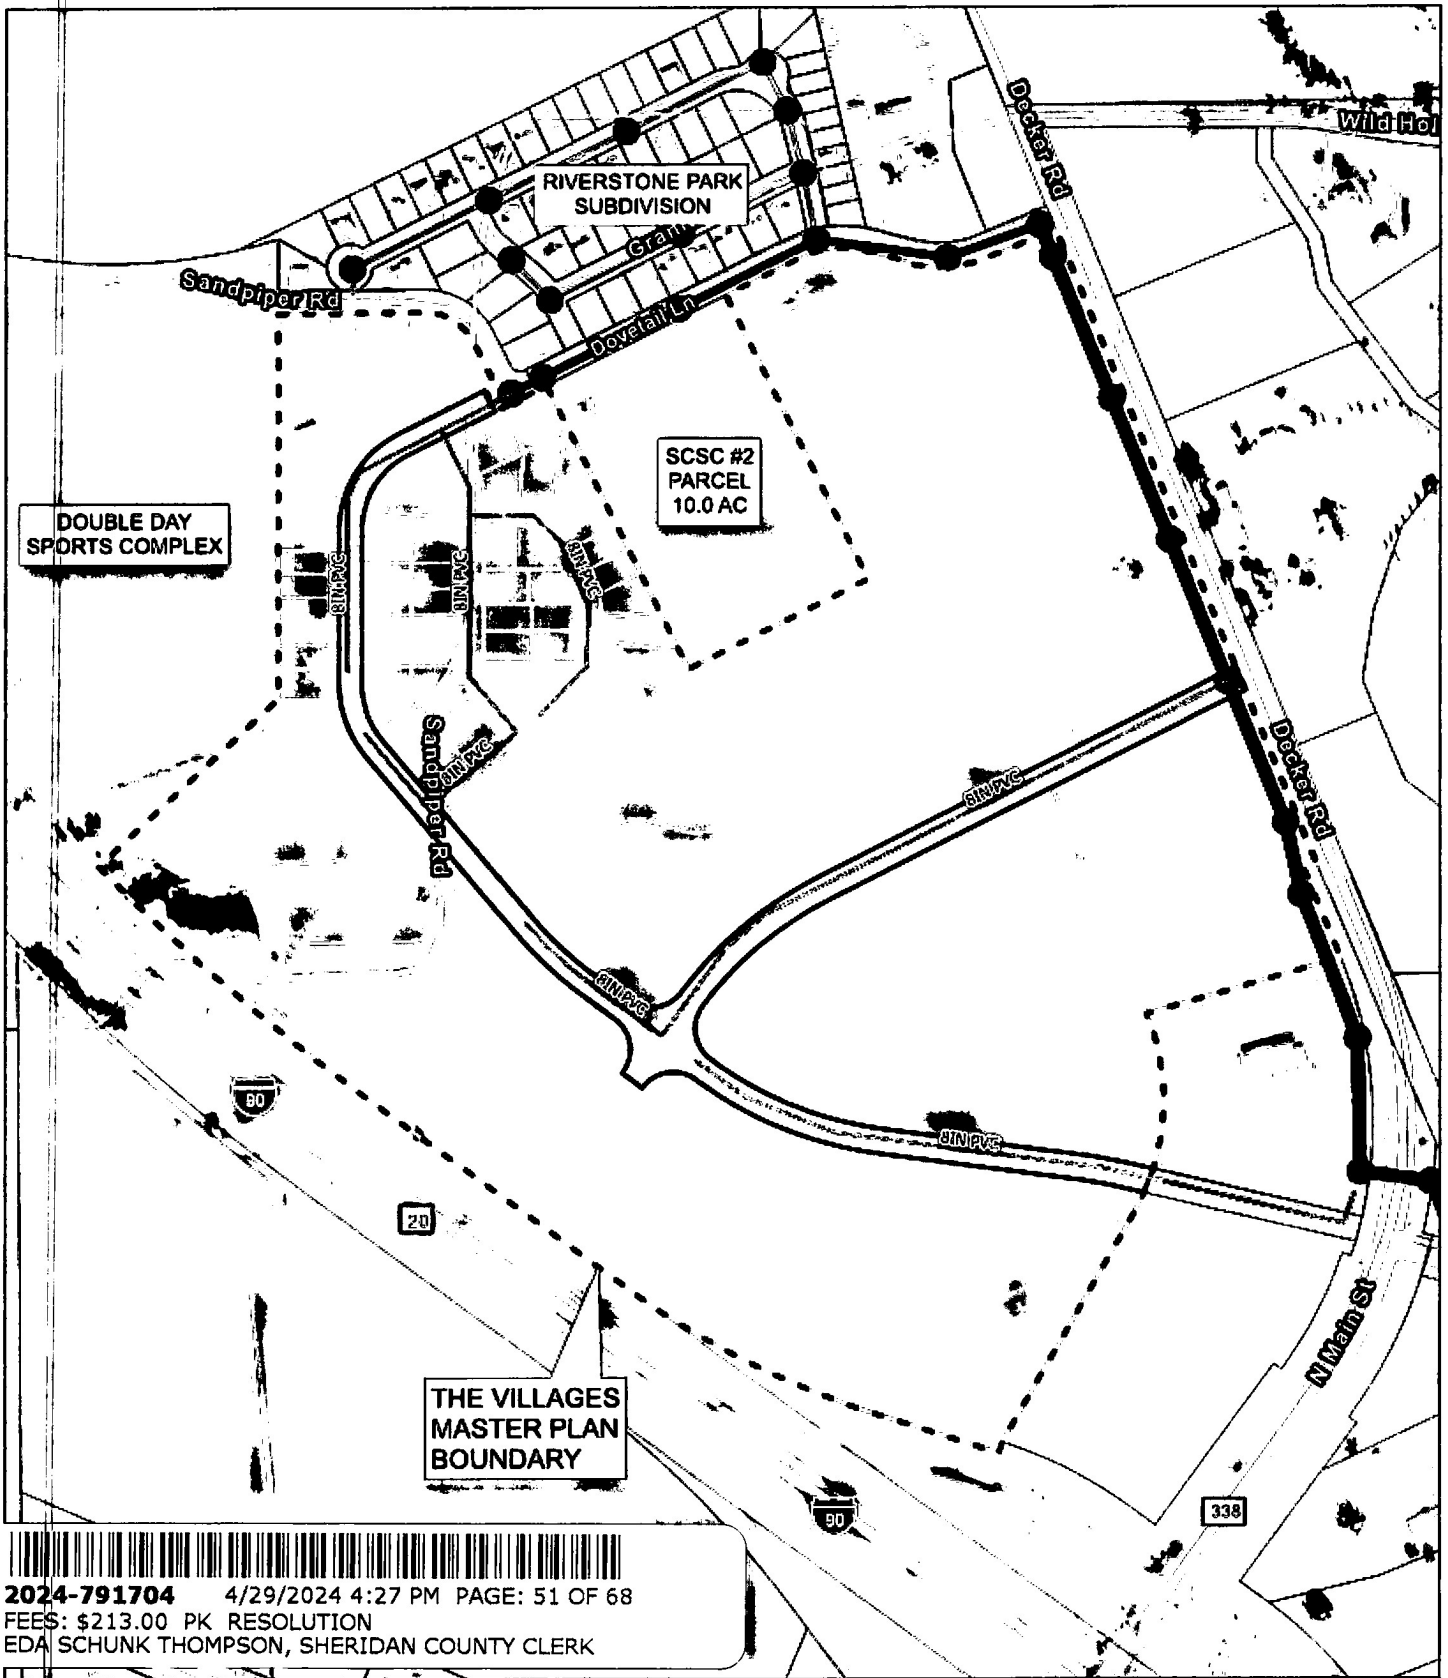 Decker Rd
Wild Hol
RIVERSTONE PARK
SUBDIVISION
Gran
Sandpiper Rd
Dovetail Ln
SCSC #2
PARCEL
10.0 AC
DOUBLE DAY
SPORTS COMPLEX
8IN PVC
8IN PVC
8IN PVC
Sandpiper Rd
8IN PVC
Decker Rd
8IN PVC
8IN PVC
90
8IN PVC
20
N Main St
THE VILLAGES
MASTER PLAN
BOUNDARY
90
338
2024-791704 4/29/2024 4:27 PM PAGE: 51 OF 68
FEES: $213.00 PK RESOLUTION
EDA SCHUNK THOMPSON, SHERIDAN COUNTY CLERK